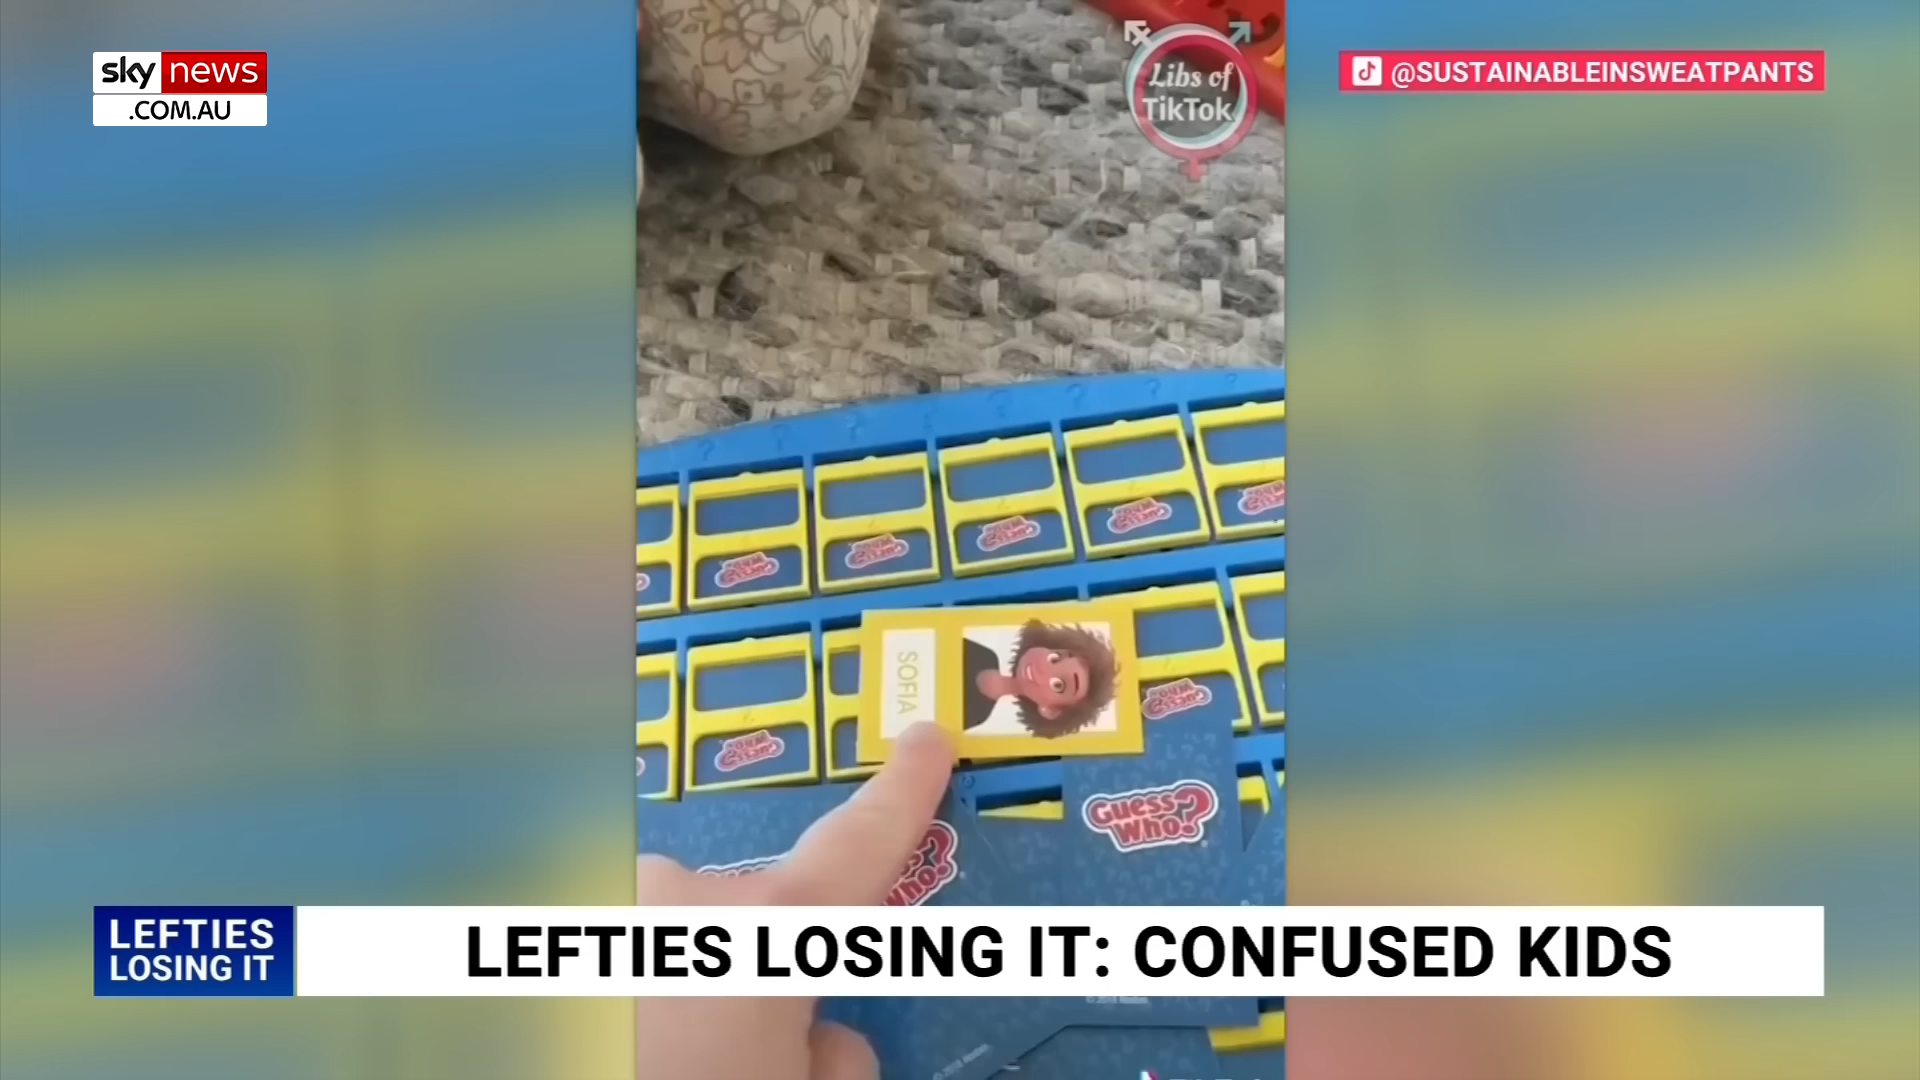 sky news
.COM.AU
@SUSTAINABLEINSWEATPANTS
Libs of
TikTok
SOFIA
GUESS
WHO?
LEFTIES
LOSING IT
LEFTIES LOSING IT: CONFUSED KIDS